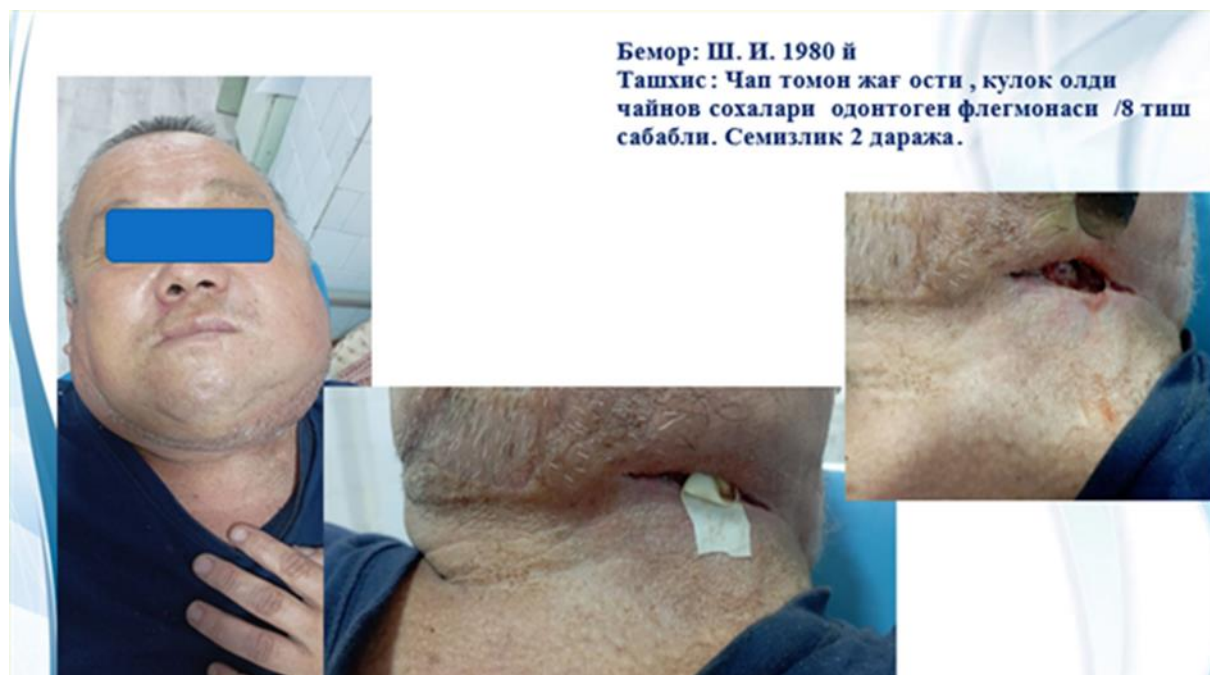 Бемор: Ш. И. 1980 й
Ташхис: Чап томон жағ ости , кулок олди
чайнов сохалари одонтоген флегмонаси /8 тиш
сабабли. Семизлик 2 даража.